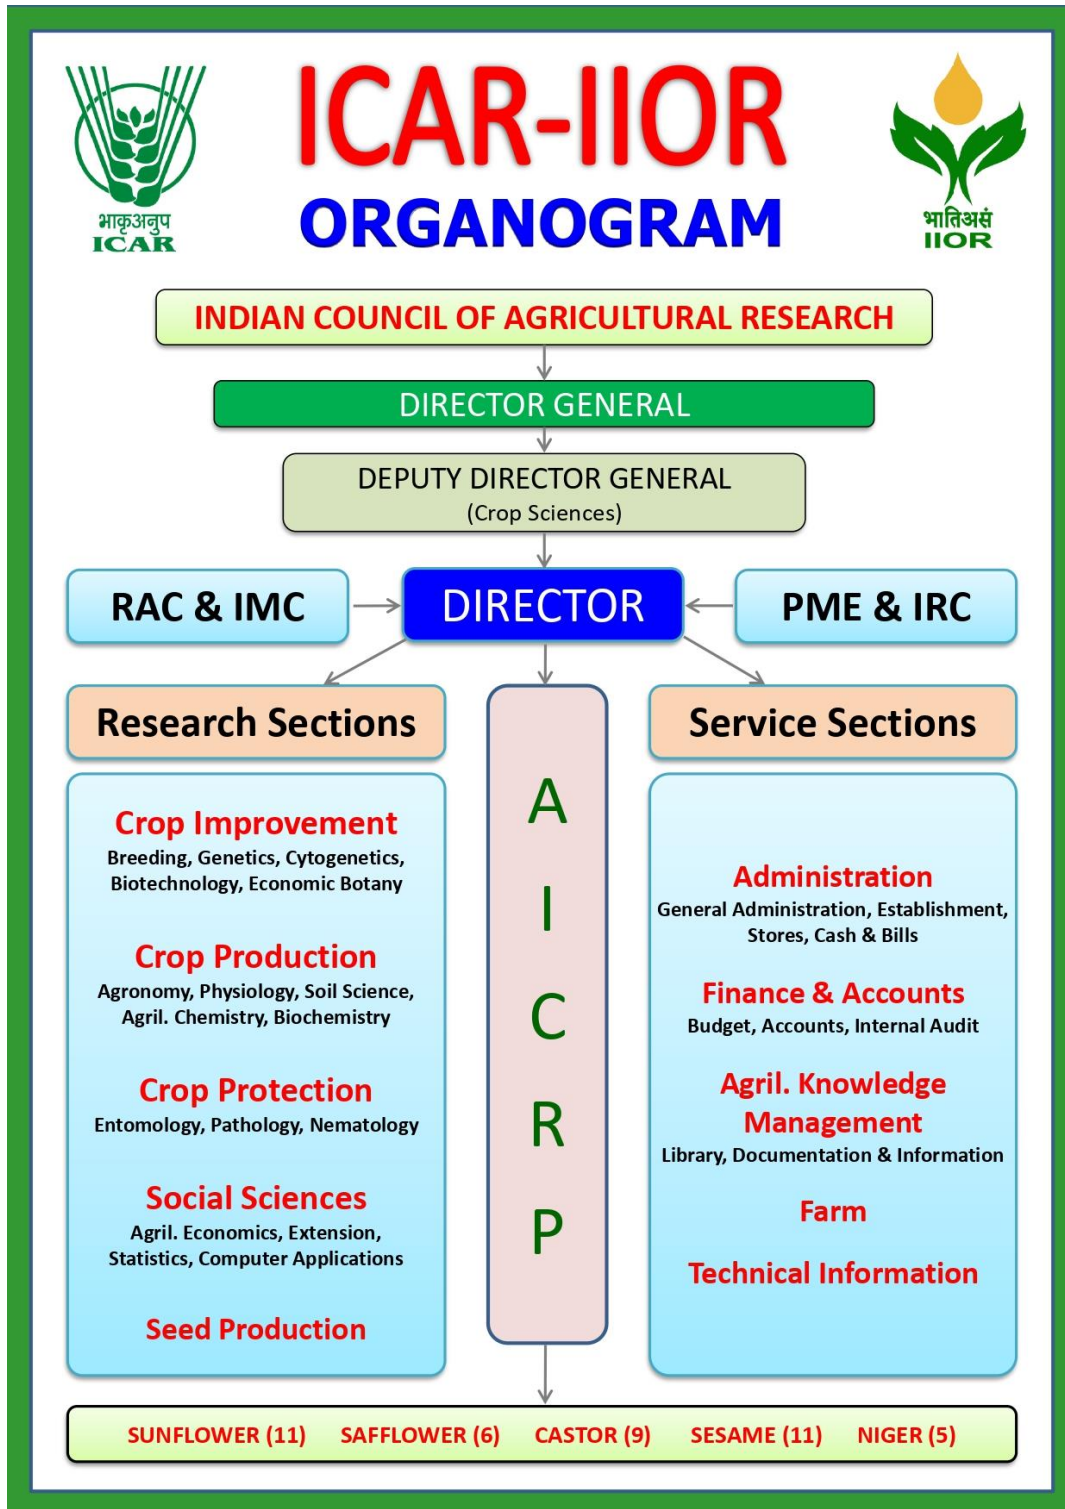 भाकृअनुप
ICAR
ICAR-IIOR
ORGANOGRAM
भातिअसं
IIOR
INDIAN COUNCIL OF AGRICULTURAL RESEARCH
DIRECTOR GENERAL
DEPUTY DIRECTOR GENERAL
(Crop Sciences)
RAC & IMC
DIRECTOR
PME & IRC
Research Sections
Crop Improvement
Breeding, Genetics, Cytogenetics,
Biotechnology, Economic Botany
Crop Production
Agronomy, Physiology, Soil Science,
Agril. Chemistry, Biochemistry
Crop Protection
Entomology, Pathology, Nematology
Social Sciences
Agril. Economics, Extension,
Statistics, Computer Applications
Seed Production
A
I
C
R
P
Service Sections
Administration
General Administration, Establishment,
Stores, Cash & Bills
Finance & Accounts
Budget, Accounts, Internal Audit
Agril. Knowledge
Management
Library, Documentation & Information
Farm
Technical Information
SUNFLOWER (11) SAFFLOWER (6) CASTOR (9) SESAME (11) NIGER (5)